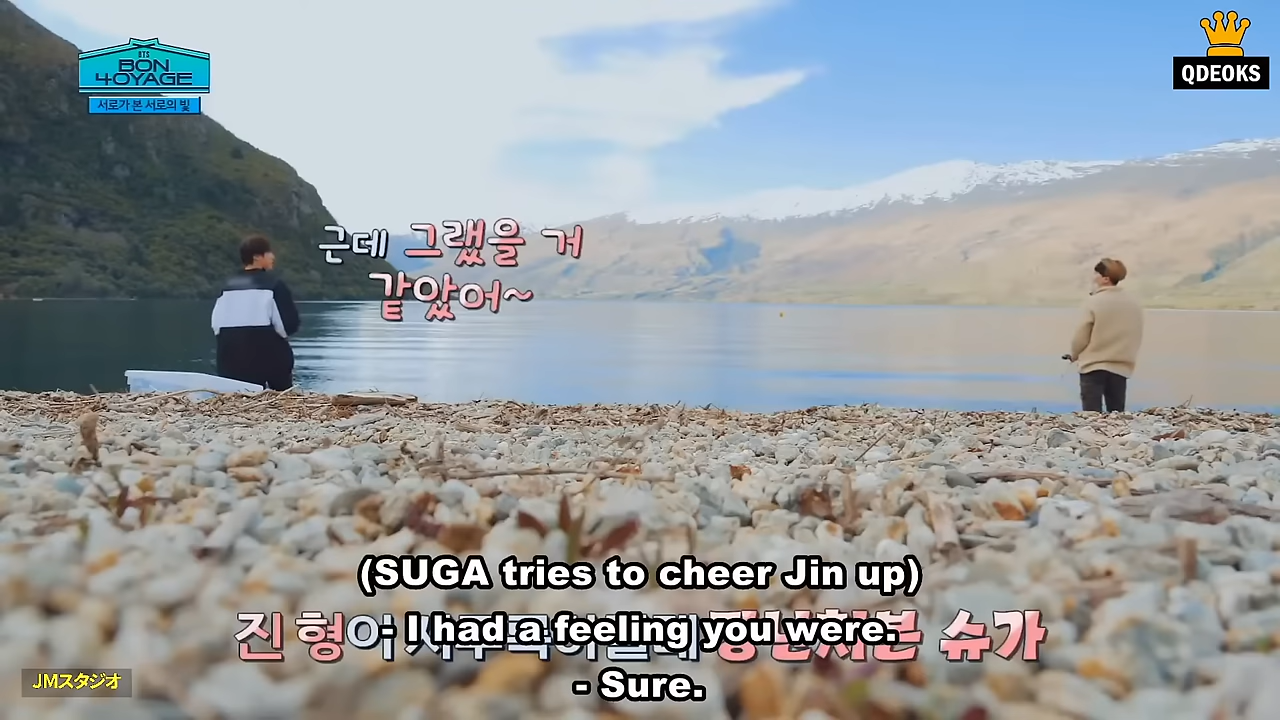 BTS
BON
4OYAGE
서로가 본 서로의 빛
QDEOKS
근데 그랬을 거
같았어~
(SUGA tries to cheer Jin up)
진 형이 슈가
- I had a feeling you were.
- Sure.
JMスタジオ